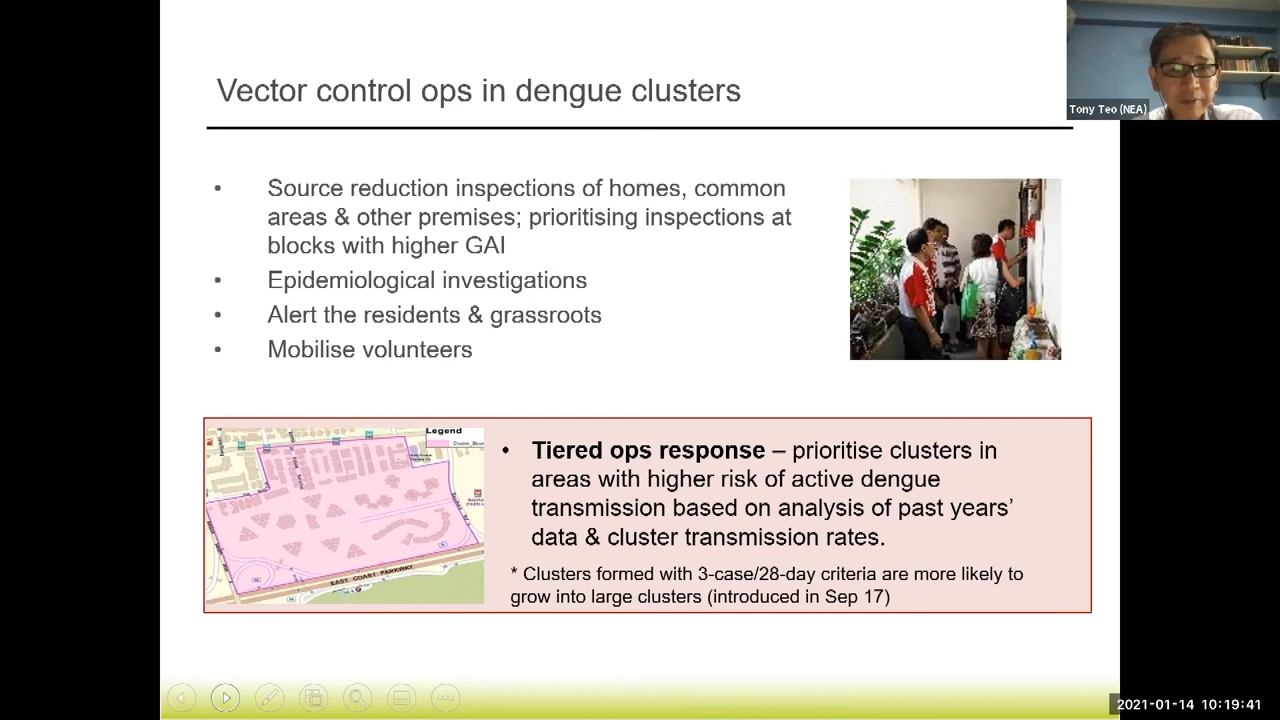 Vector control ops in dengue clusters
Tony Teo (NEA)
• Source reduction inspections of homes, common
areas & other premises; prioritising inspections at
blocks with higher GAI
• Epidemiological investigations
• Alert the residents & grassroots
• Mobilise volunteers
Legend
EAST COAST PARKWAY
• Tiered ops response – prioritise clusters in
areas with higher risk of active dengue
transmission based on analysis of past years’
data & cluster transmission rates.
* Clusters formed with 3-case/28-day criteria are more likely to
grow into large clusters (introduced in Sep 17)
2021-01-14 10:19:41